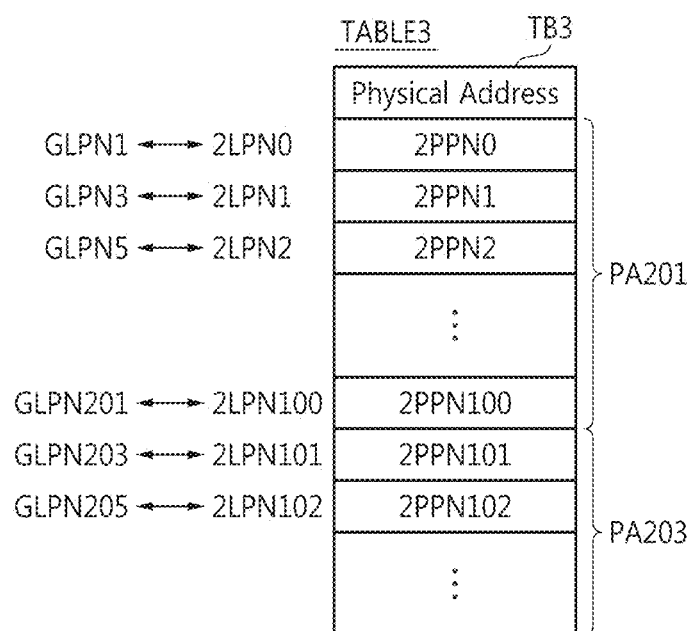 TABLE3 TB3
Physical Address
GLPN1 2LPN0 2PPN0
GLPN3 2LPN1 2PPN1
GLPN5 2LPN2 2PPN2
PA201
GLPN201 2LPN100 2PPN100
GLPN203 2LPN101 2PPN101
GLPN205 2LPN102 2PPN102
PA203